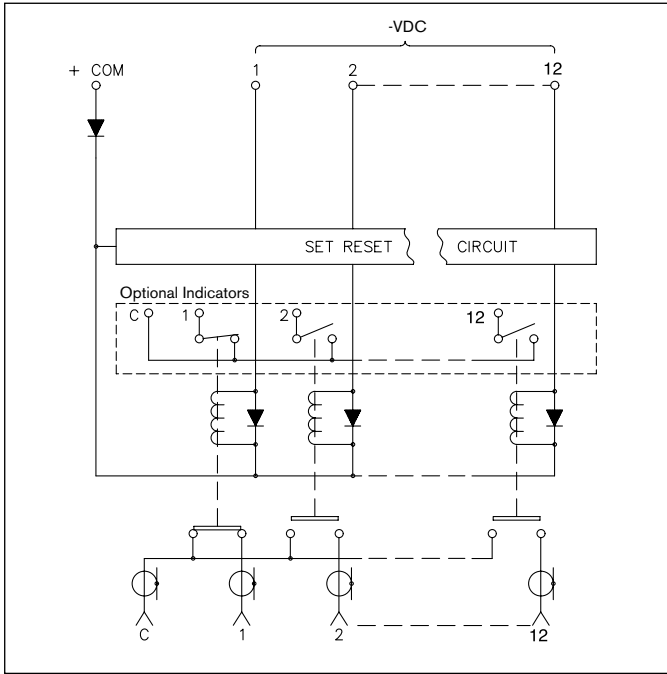 -VDC
+ COM
1
2
12
SET RESET
CIRCUIT
Optional Indicators
C
1
2
12
C
1
2
12